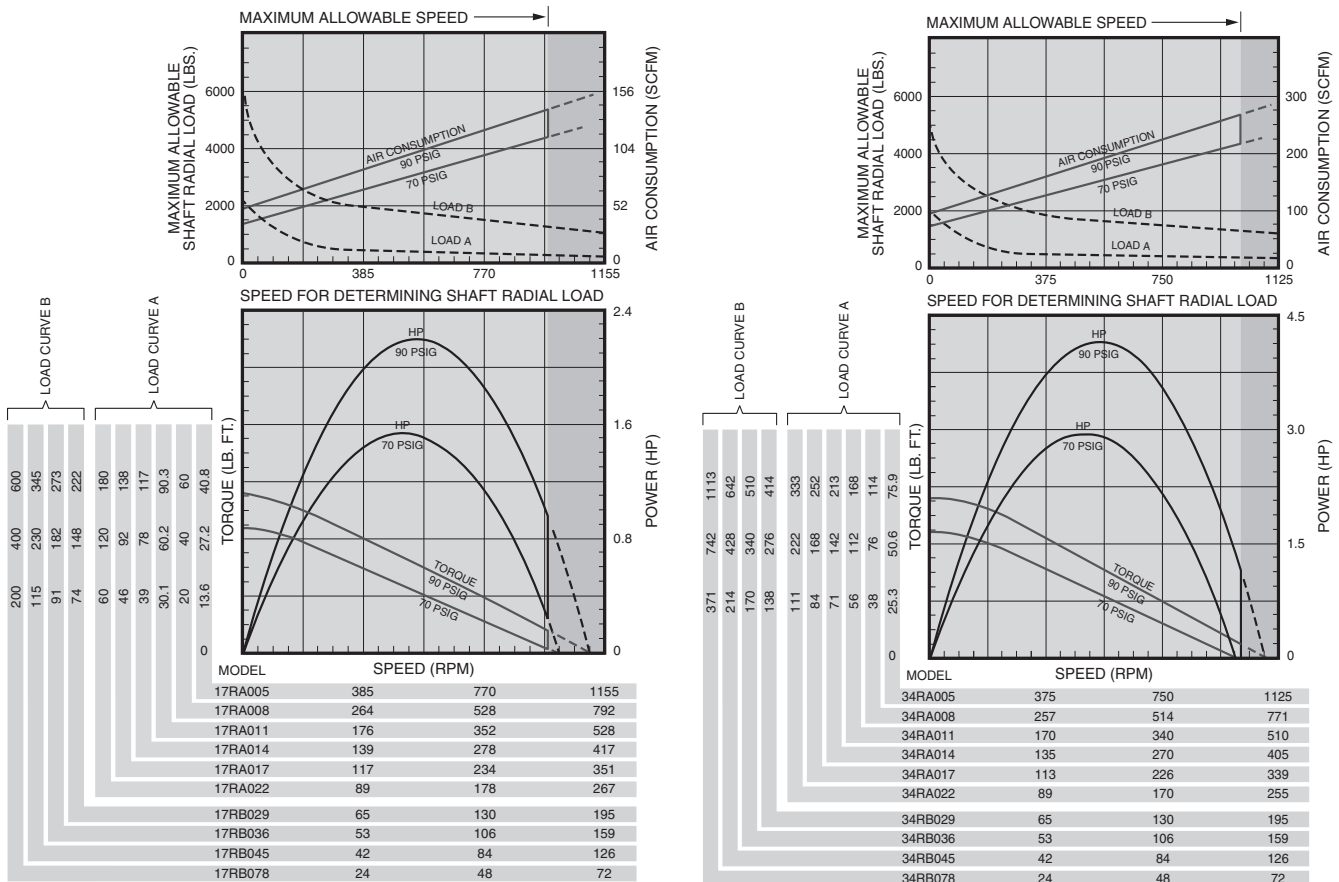 MAXIMUM ALLOWABLE SPEED
MAXIMUM ALLOWABLE
SHAFT RADIAL LOAD (LBS.)
6000
4000
2000
0
AIR CONSUMPTION
90 PSIG
70 PSIG
LOAD B
LOAD A
156
104
52
0
AIR CONSUMPTION (SCFM)
0 385 770 1155
SPEED FOR DETERMINING SHAFT RADIAL LOAD
LOAD CURVE B
LOAD CURVE A
600 345 273 222 180 138 117 90.3 60 40.8
400 230 182 148 120 92 78 60.2 40 27.2
200 115 91 74 60 46 39 30.1 20 13.6
0
TORQUE (LB. FT.)
HP
90 PSIG
HP
70 PSIG
TORQUE
90 PSIG
70 PSIG
2.4
1.6
0.8
0
POWER (HP)
MODEL SPEED (RPM)
17RA005 385 770 1155
17RA008 264 528 792
17RA011 176 352 528
17RA014 139 278 417
17RA017 117 234 351
17RA022 89 178 267
17RB029 65 130 195
17RB036 53 106 159
17RB045 42 84 126
17RB078 24 48 72
MAXIMUM ALLOWABLE SPEED
MAXIMUM ALLOWABLE
SHAFT RADIAL LOAD (LBS.)
6000
4000
2000
0
AIR CONSUMPTION
90 PSIG
70 PSIG
LOAD B
LOAD A
300
200
100
0
AIR CONSUMPTION (SCFM)
0 375 750 1125
SPEED FOR DETERMINING SHAFT RADIAL LOAD
LOAD CURVE B
LOAD CURVE A
1113 642 510 414 333 252 213 168 114 75.9
742 428 340 276 222 168 142 112 76 50.6
371 214 170 138 111 84 71 56 38 25.3
0
TORQUE (LB. FT.)
HP
90 PSIG
HP
70 PSIG
TORQUE
90 PSIG
70 PSIG
4.5
3.0
1.5
0
POWER (HP)
MODEL SPEED (RPM)
34RA005 375 750 1125
34RA008 257 514 771
34RA011 170 340 510
34RA014 135 270 405
34RA017 113 226 339
34RA022 89 170 255
34RB029 65 130 195
34RB036 53 106 159
34RB045 42 84 126
34RB078 24 48 72